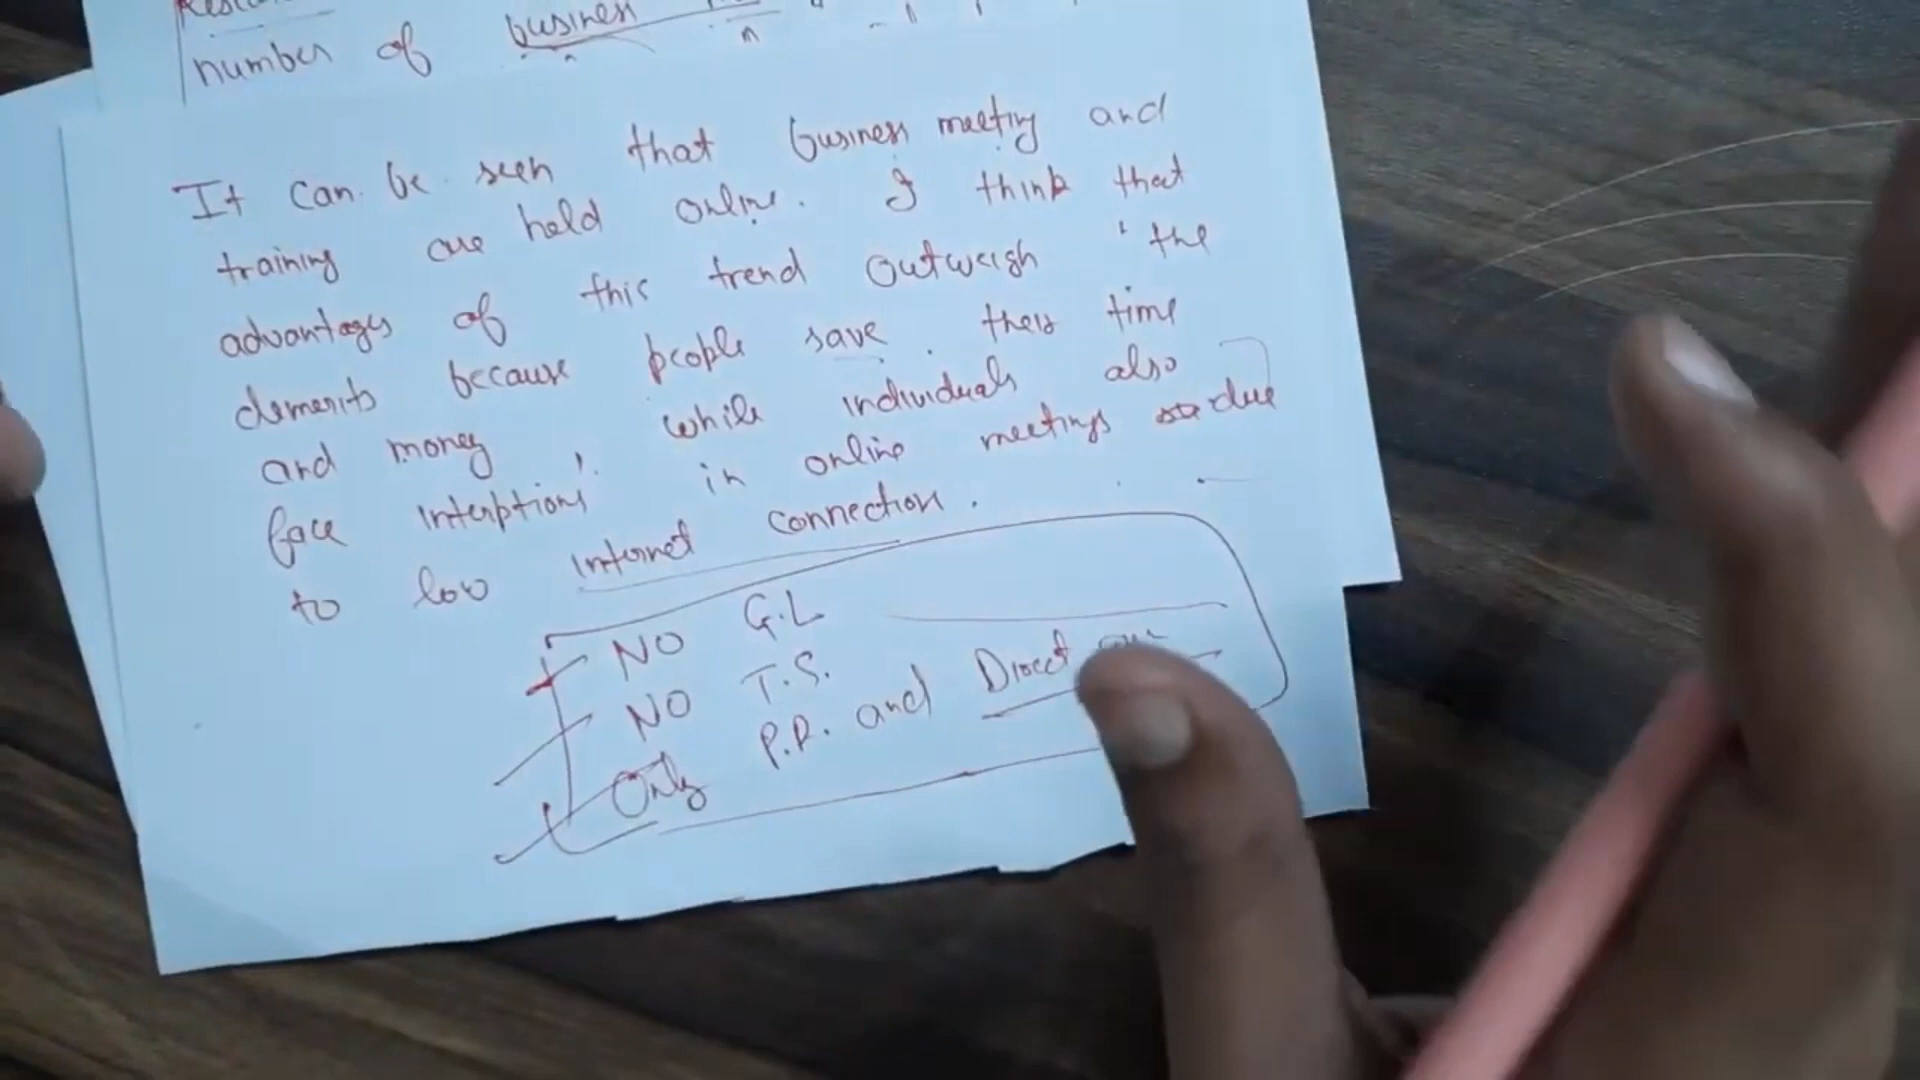 number of business
It can be seen that business meeting and
training are held online. I think that
advantages of this trend outweigh the
demerits because people save their time
and money while individuals also
face interptions in online meetings due
to low internet connection.
NO G.L
NO T.S.
Only P.P. and Direct